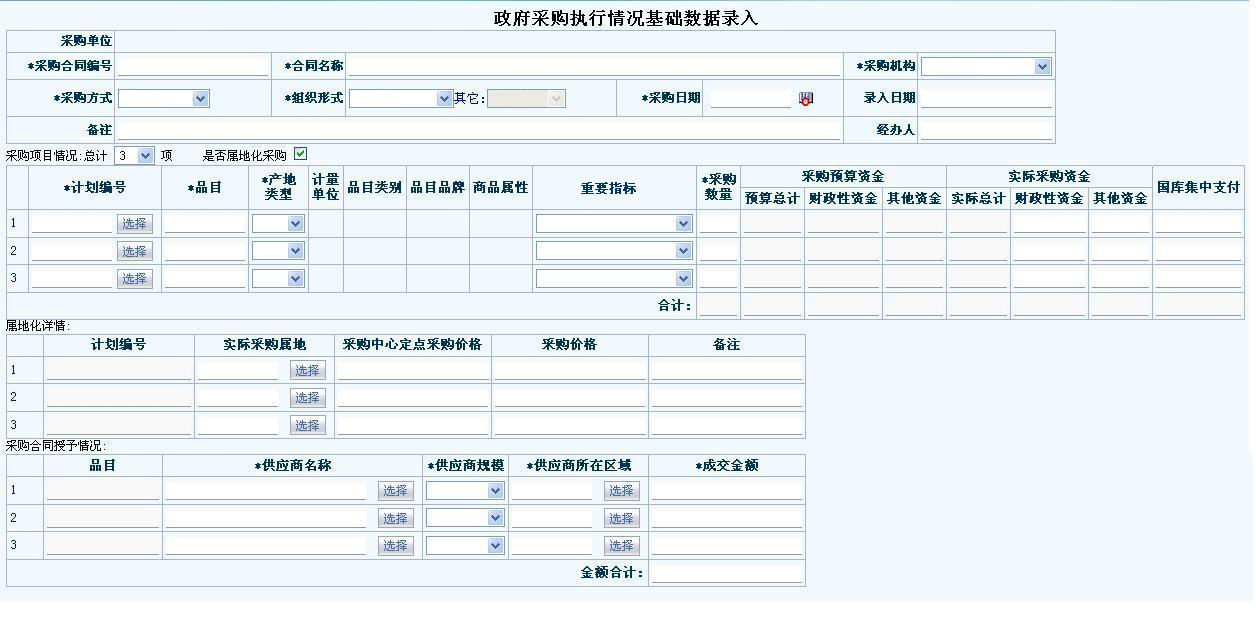 政府采购执行情况基础数据录入
采购单位
*采购合同编号 *合同名称 *采购机构
*采购方式 *组织形式 其它: *采购日期 录入日期
备注 经办人
采购项目情况:总计 3 项 是否属地化采购
*计划编号 *品目 *产地类型 计量单位 品目类别 品目品牌 商品属性 重要指标 *采购数量 采购预算资金 实际采购资金 国库集中支付
预算总计 财政性资金 其他资金 实际总计 财政性资金 其他资金
1 选择
2 选择
3 选择
合计:
属地化详情:
计划编号 实际采购属地 采购中心定点采购价格 采购价格 备注
1 选择
2 选择
3 选择
采购合同授予情况:
品目 *供应商名称 *供应商规模 *供应商所在区域 *成交金额
1 选择 选择
2 选择 选择
3 选择 选择
金额合计: